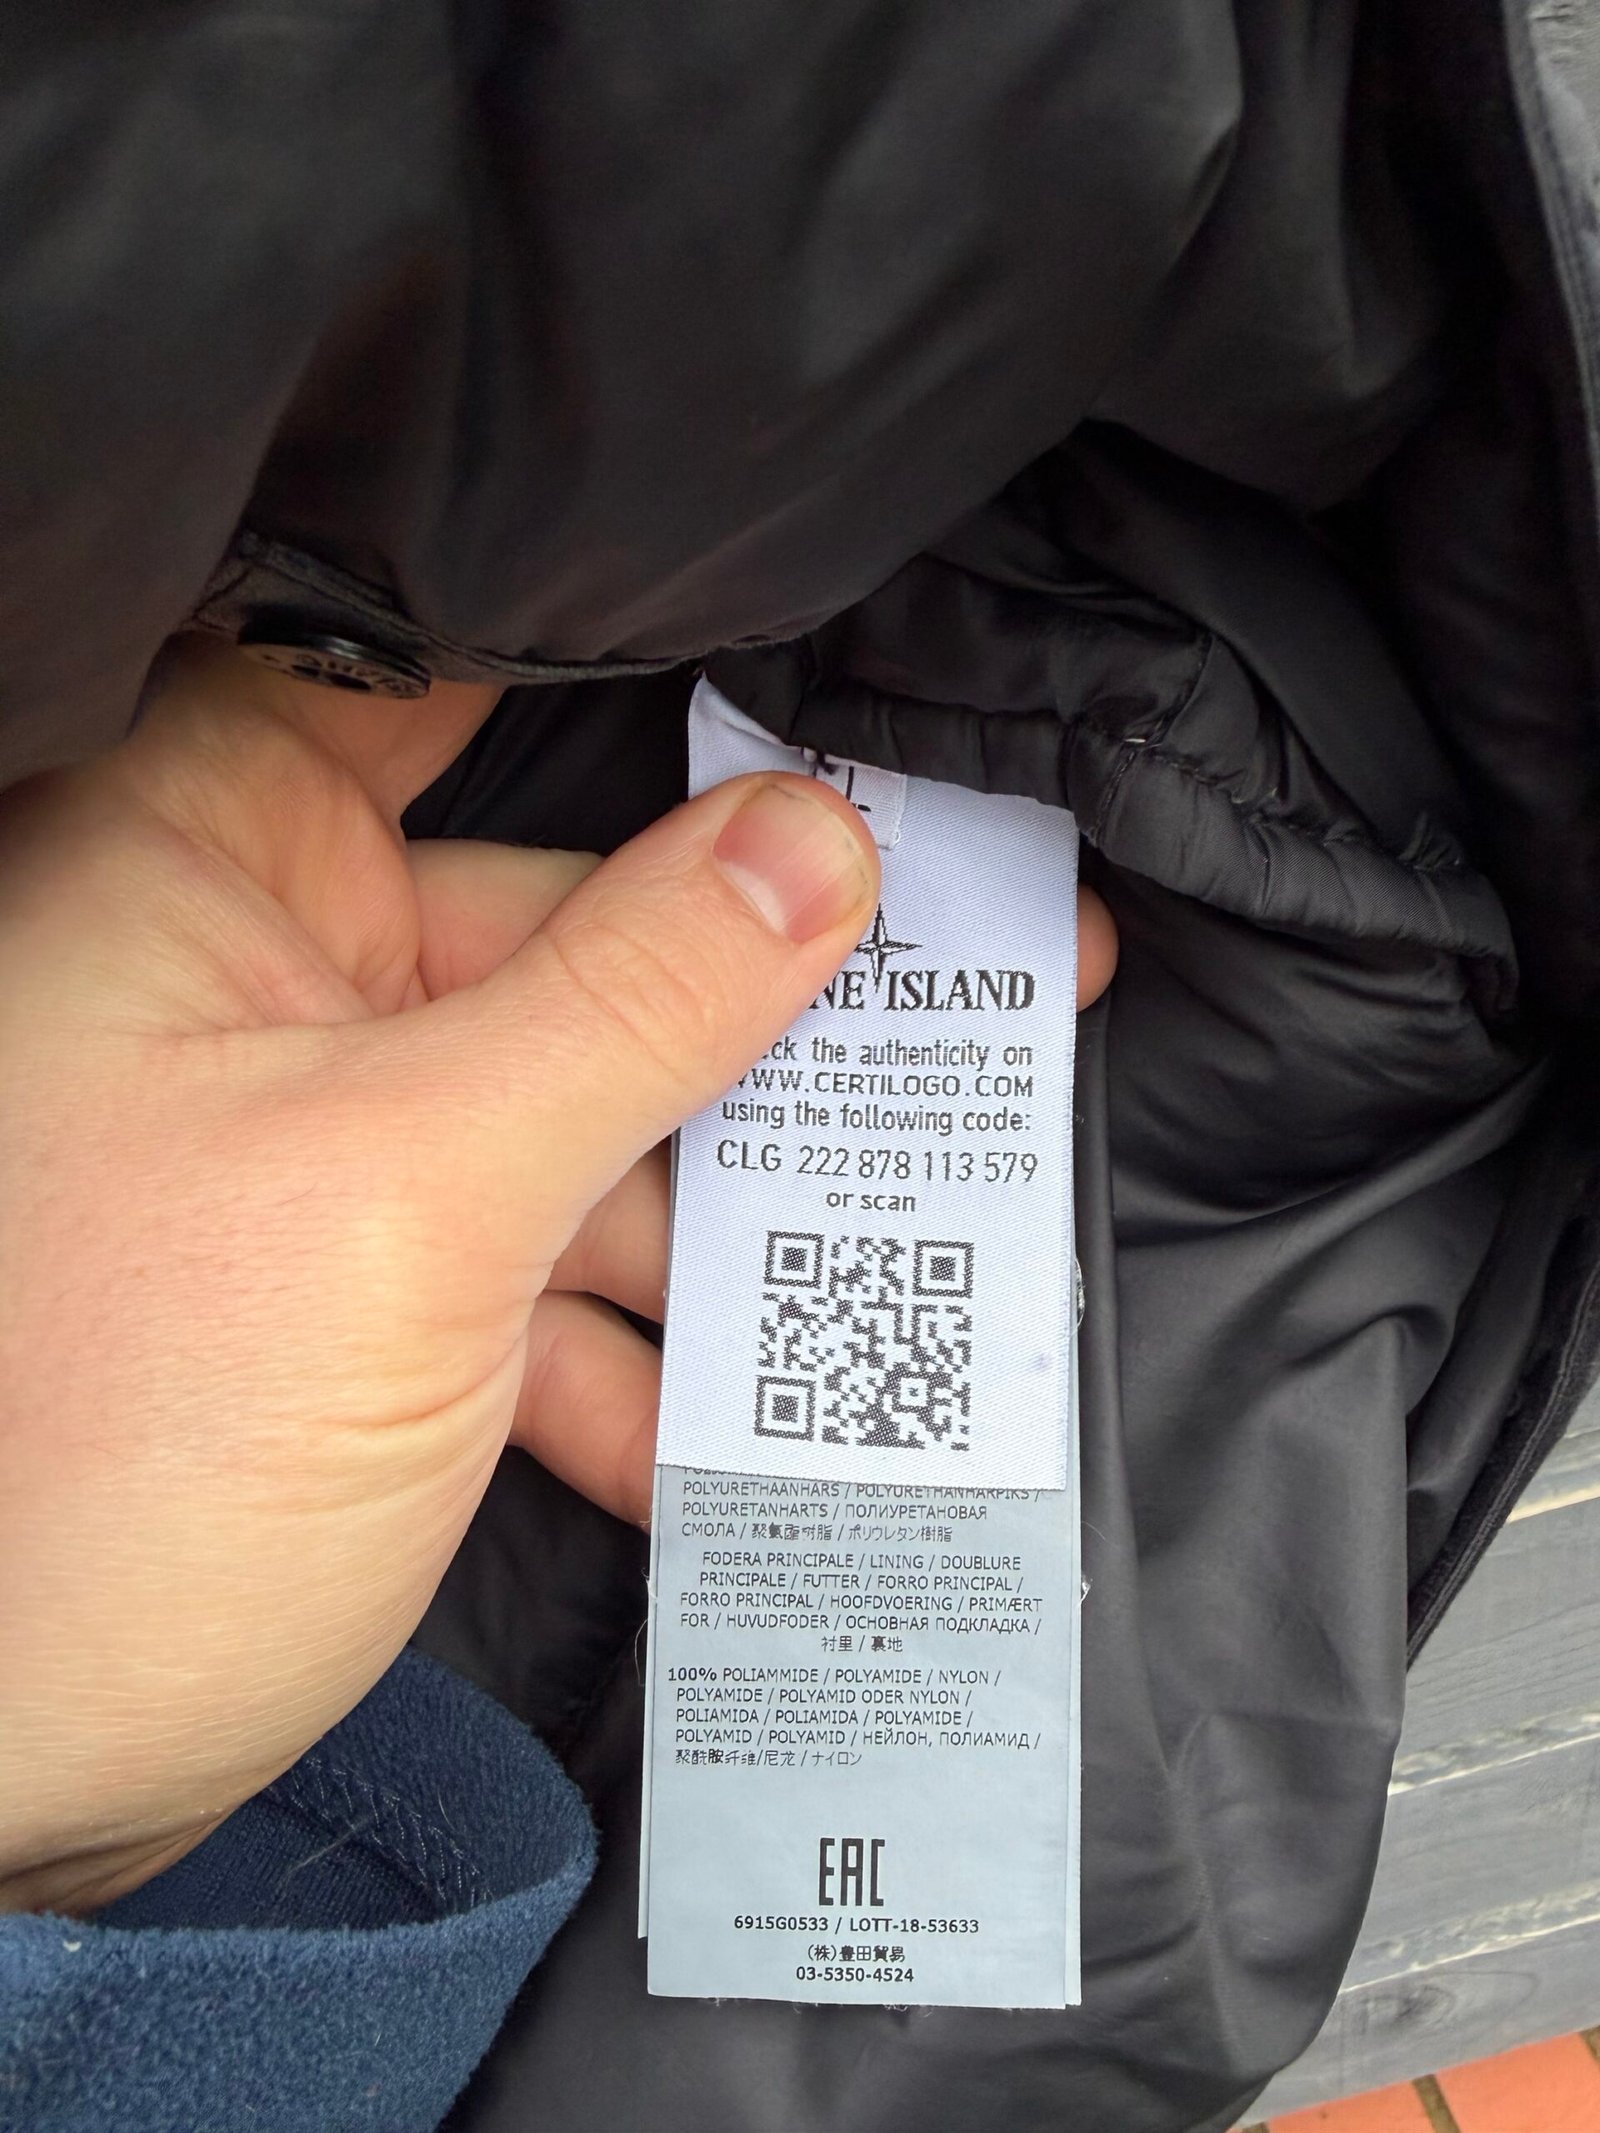 ISLAND
the authenticity on
WWW.CERTILOGO.COM
using the following code:
CLG 222 878 113 579
or scan
POLYURETHAANHARS / POLYURETHANHARPIKS /
POLYURETANHARTS / ПОЛИУРЕТАНОВАЯ
СМОЛА / 聚氨酯树脂 / ポリウレタン樹脂
FODERA PRINCIPALE / LINING / DOUBLURE
PRINCIPALE / FUTTER / FORRO PRINCIPAL /
FORRO PRINCIPAL / HOOFDVOERING / PRIMÆRT
FOR / HUVUDFODER / ОСНОВНАЯ ПОДКЛАДКА /
衬里 / 裏地
100% POLIAMMIDE / POLYAMIDE / NYLON /
POLYAMIDE / POLYAMID ODER NYLON /
POLIAMIDA / POLIAMIDA / POLYAMIDE /
POLYAMID / POLYAMID / НЕЙЛОН, ПОЛИАМИД /
聚酰胺纤维/尼龙 / ナイロン
EAC
6915G0533 / LOTT-18-53633
(株)豊田貿易
03-5350-4524